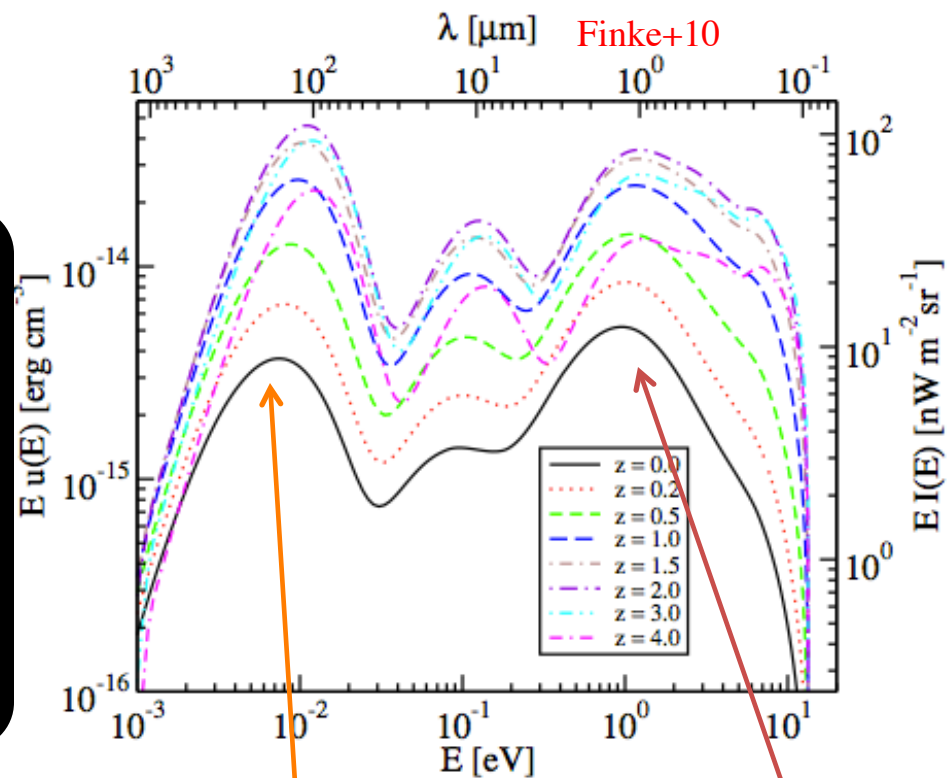 λ [μm] Finke+10
10³ 10² 10¹ 10⁰ 10⁻¹
E u(E) [erg cm⁻³]
10⁻¹⁴
10⁻¹⁵
10⁻¹⁶
10²
10¹
10⁰
E I(E) [nW m⁻² sr⁻¹]
z = 0.0
z = 0.2
z = 0.5
z = 1.0
z = 1.5
z = 2.0
z = 3.0
z = 4.0
10⁻³ 10⁻² 10⁻¹ 10⁰ 10¹
E [eV]